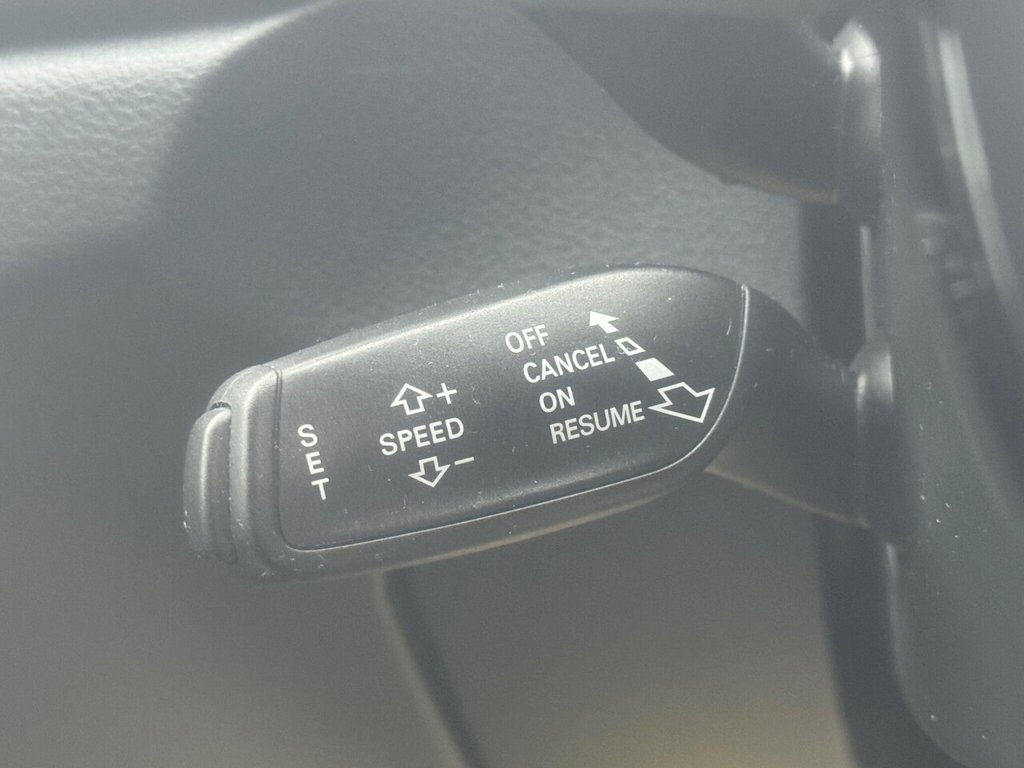 OFF
CANCEL
ON
RESUME
+
SPEED
-
SET